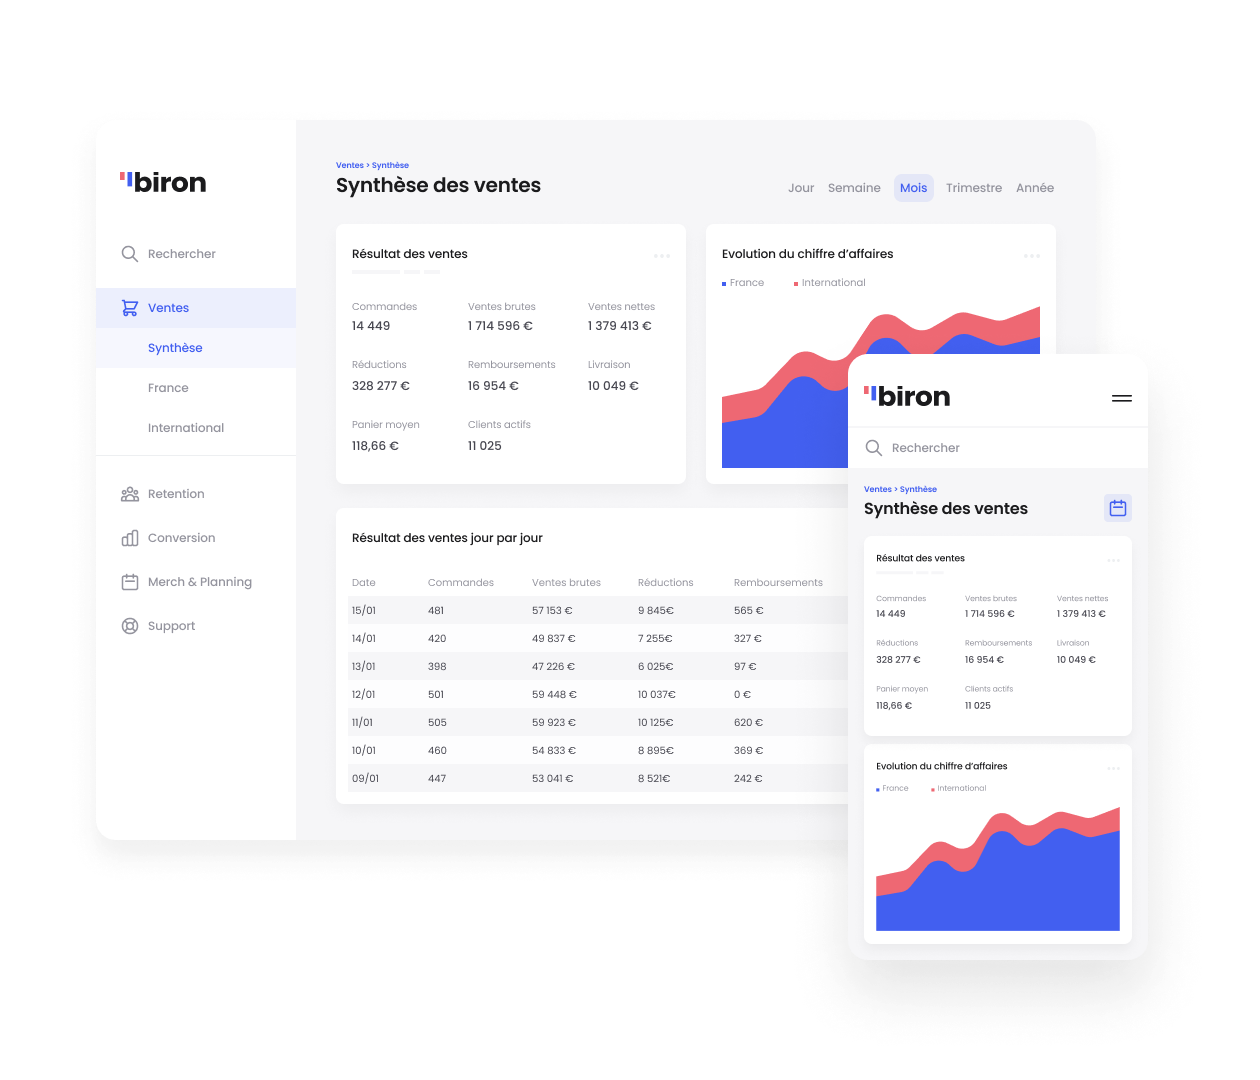 biron
Rechercher
Ventes
Synthèse
France
International
Retention
Conversion
Merch & Planning
Support
Ventes > Synthèse
Synthèse des ventes
Jour Semaine Mois Trimestre Année
Résultat des ventes
Commandes Ventes brutes Ventes nettes
14 449 1 714 596 € 1 379 413 €
Réductions Remboursements Livraison
328 277 € 16 954 € 10 049 €
Panier moyen Clients actifs
118,66 € 11 025
Evolution du chiffre d’affaires
France International
Résultat des ventes jour par jour
Date Commandes Ventes brutes Réductions Remboursements
15/01 481 57 153 € 9 845€ 565 €
14/01 420 49 837 € 7 255€ 327 €
13/01 398 47 226 € 6 025€ 97 €
12/01 501 59 448 € 10 037€ 0 €
11/01 505 59 923 € 10 125€ 620 €
10/01 460 54 833 € 8 895€ 369 €
09/01 447 53 041 € 8 521€ 242 €
biron
Rechercher
Ventes > Synthèse
Synthèse des ventes
Résultat des ventes
Commandes Ventes brutes Ventes nettes
14 449 1 714 596 € 1 379 413 €
Réductions Remboursements Livraison
328 277 € 16 954 € 10 049 €
Panier moyen Clients actifs
118,66 € 11 025
Evolution du chiffre d’affaires
France International